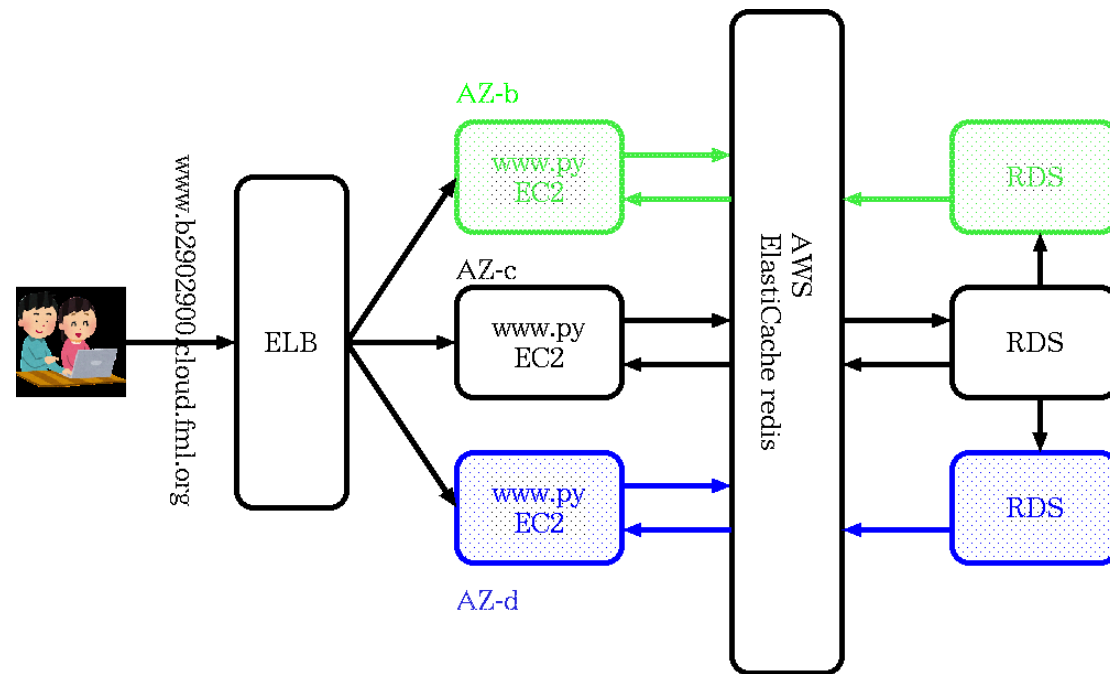 www.b2902900.cloud.fml.org
ELB
AZ-b
www.py
EC2
AZ-c
www.py
EC2
www.py
EC2
AZ-d
AWS
ElastiCache redis
RDS
RDS
RDS